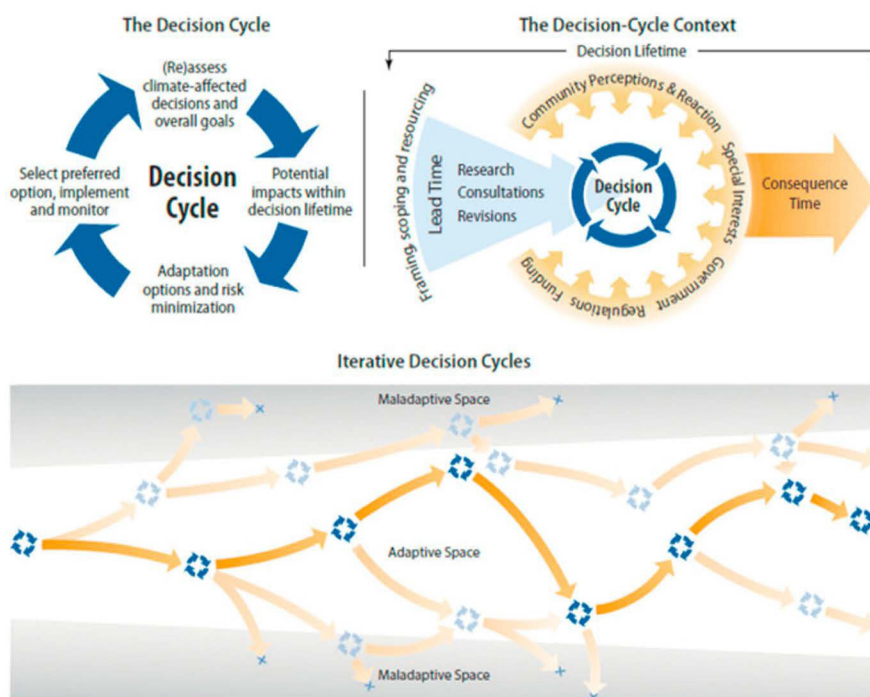 The Decision Cycle
(Re)assess
climate-affected
decisions and
overall goals
Select preferred
option, implement
and monitor
Decision
Cycle
Potential
impacts within
decision lifetime
Adaptation
options and risk
minimization
The Decision-Cycle Context
Decision Lifetime
Framing, scoping and resourcing
Lead Time
Research
Consultations
Revisions
Community Perceptions & Reaction
Special Interests
Government
Regulations
Funding
Decision
Cycle
Consequence
Time
Iterative Decision Cycles
Maladaptive Space
Adaptive Space
Maladaptive Space